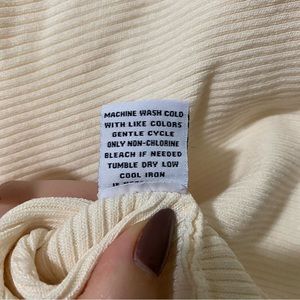 MACHINE WASH COLD
WITH LIKE COLORS
GENTLE CYCLE
ONLY NON-CHLORINE
BLEACH IF NEEDED
TUMBLE DRY LOW
COOL IRON